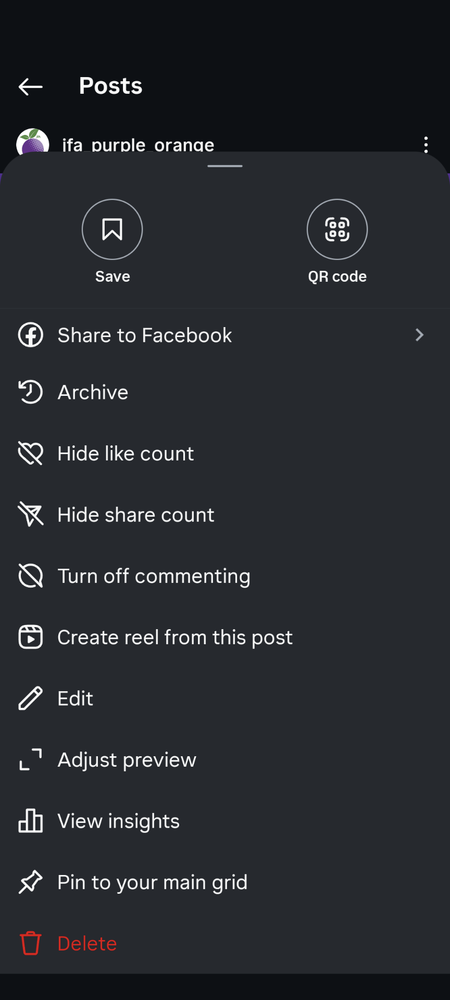 Posts
JFA
ifa_purple_orange
Save
QR code
Share to Facebook
Archive
Hide like count
Hide share count
Turn off commenting
Create reel from this post
Edit
Adjust preview
View insights
Pin to your main grid
Delete